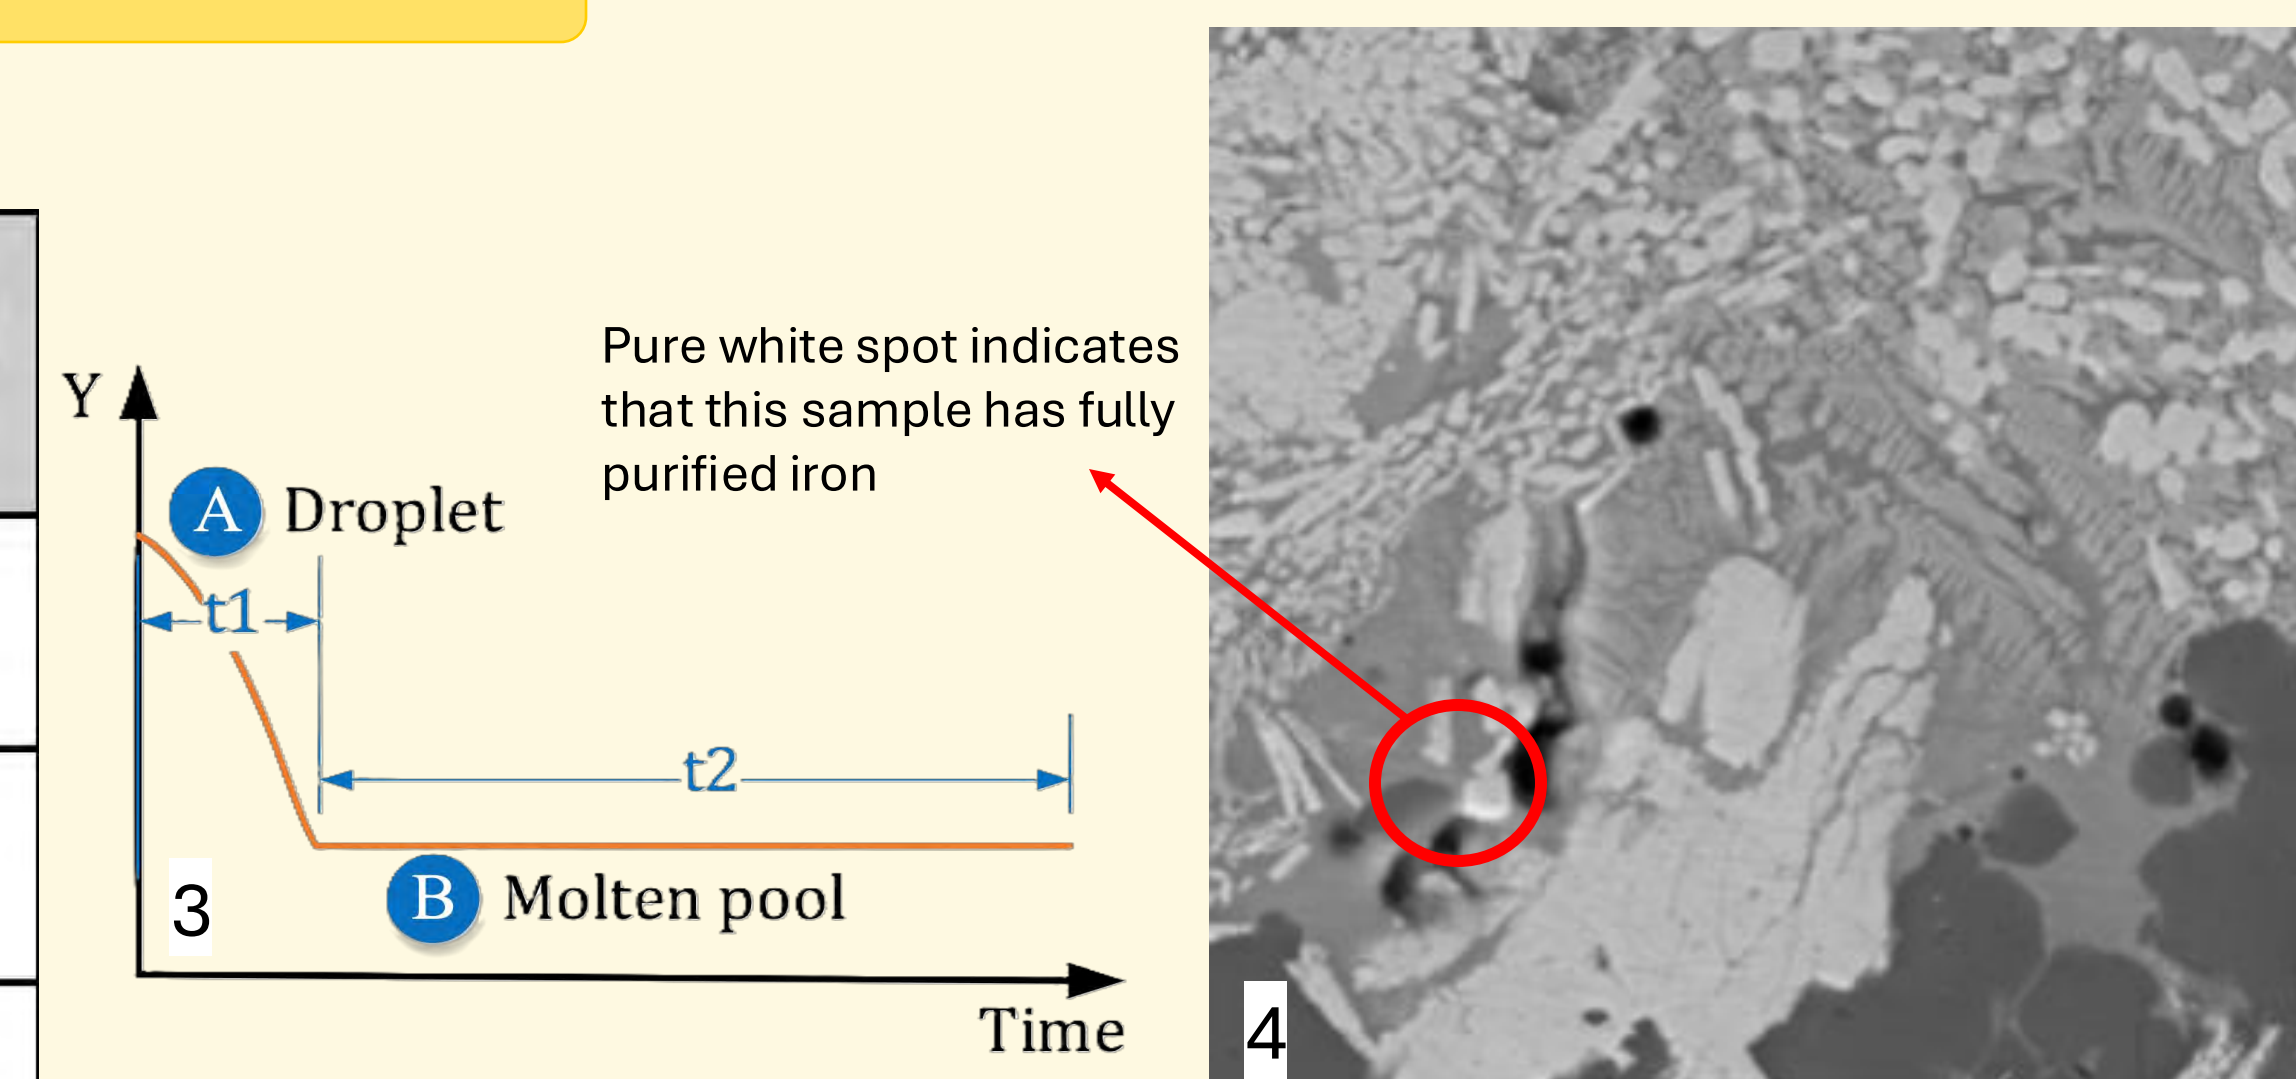 Pure white spot indicates
that this sample has fully
purified iron
Y
A Droplet
t1
t2
B Molten pool
3
Time
4